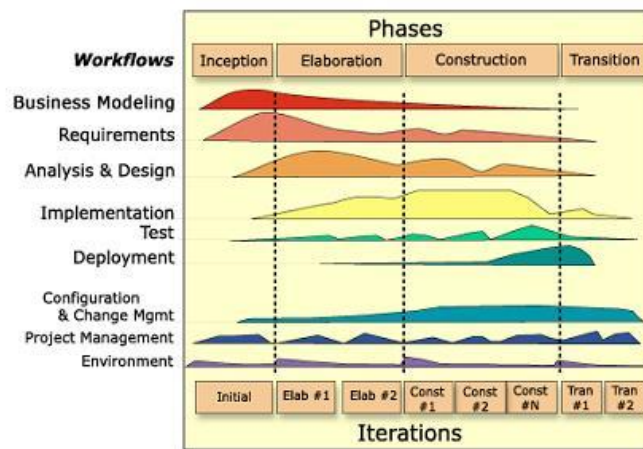 Phases
Workflows
Inception
Elaboration
Construction
Transition
Business Modeling
Requirements
Analysis & Design
Implementation
Test
Deployment
Configuration
& Change Mgmt
Project Management
Environment
Initial
Elab #1
Elab #2
Const
#1
Const
#2
Const
#N
Tran
#1
Tran
#2
Iterations